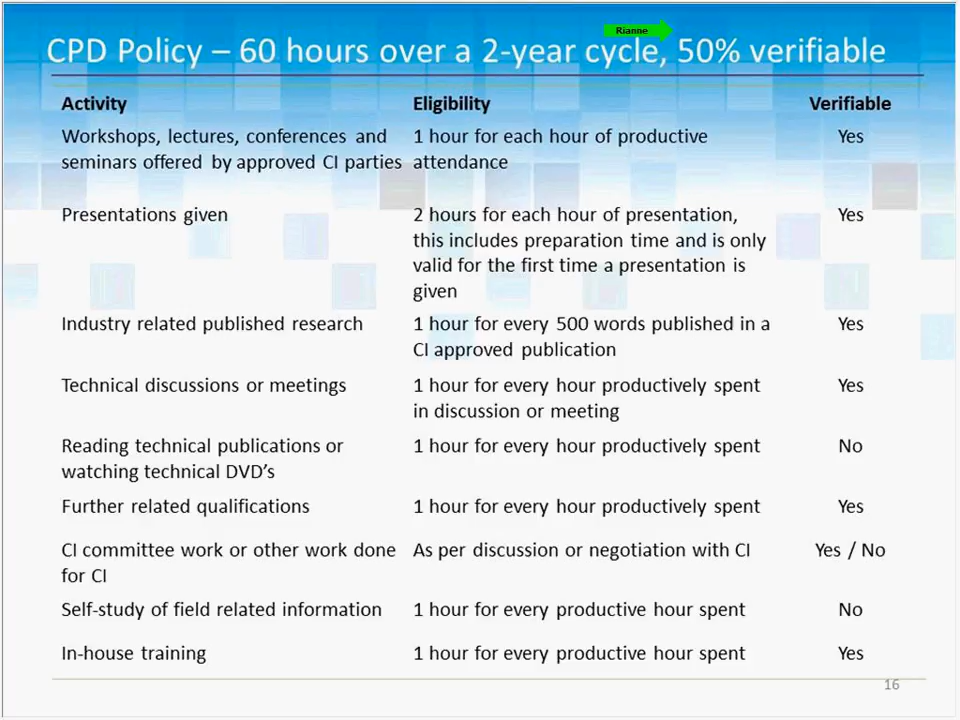 Rianne
CPD Policy – 60 hours over a 2-year cycle, 50% verifiable
Activity Eligibility Verifiable
Workshops, lectures, conferences and 1 hour for each hour of productive Yes
seminars offered by approved CI parties attendance
Presentations given 2 hours for each hour of presentation, Yes
this includes preparation time and is only
valid for the first time a presentation is
given
Industry related published research 1 hour for every 500 words published in a Yes
CI approved publication
Technical discussions or meetings 1 hour for every hour productively spent Yes
in discussion or meeting
Reading technical publications or 1 hour for every hour productively spent No
watching technical DVD’s
Further related qualifications 1 hour for every hour productively spent Yes
CI committee work or other work done As per discussion or negotiation with CI Yes / No
for CI
Self-study of field related information 1 hour for every productive hour spent No
In-house training 1 hour for every productive hour spent Yes
16